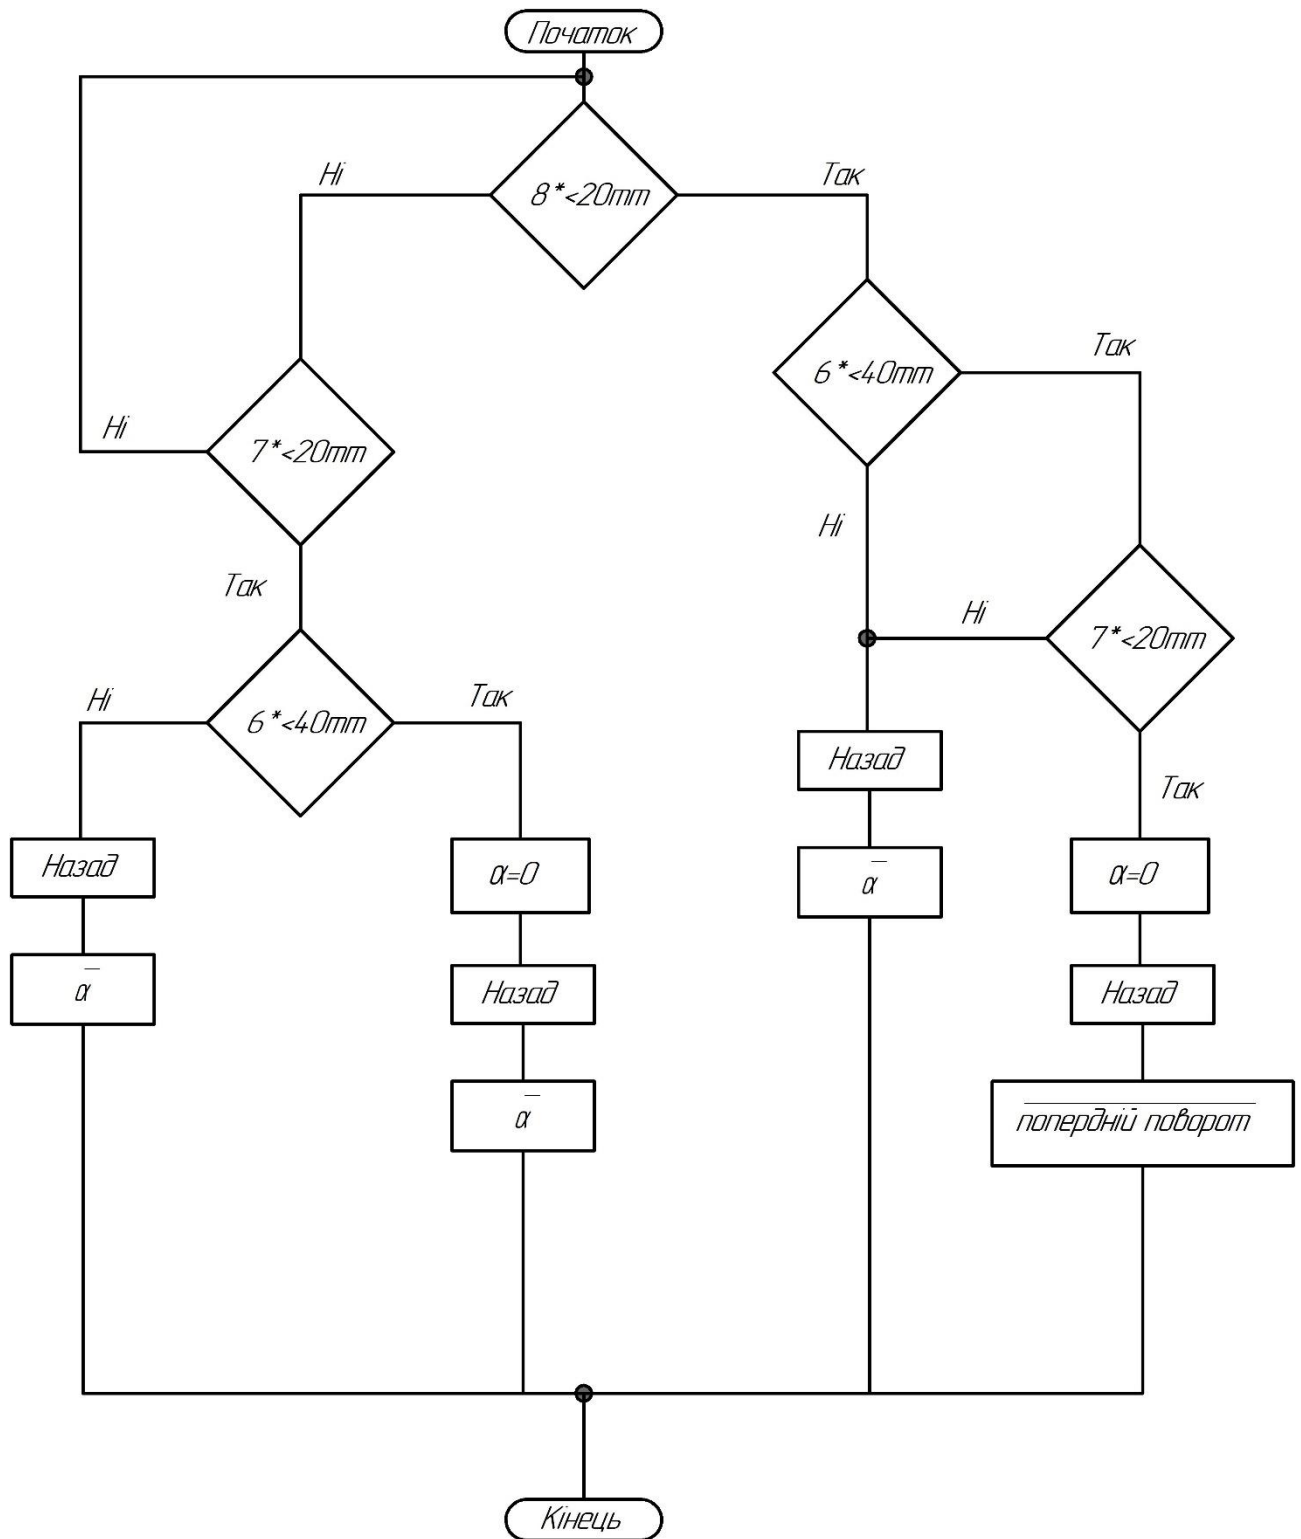 Початок
Ні
8*<20mm
Так
6*<40mm
Так
Ні
7*<20mm
Ні
Так
Ні
7*<20mm
Ні
6*<40mm
Так
Назад
Так
Назад
α=0
ᾱ
α=0
ᾱ
Назад
Назад
ᾱ
попердній поворот
Кінець